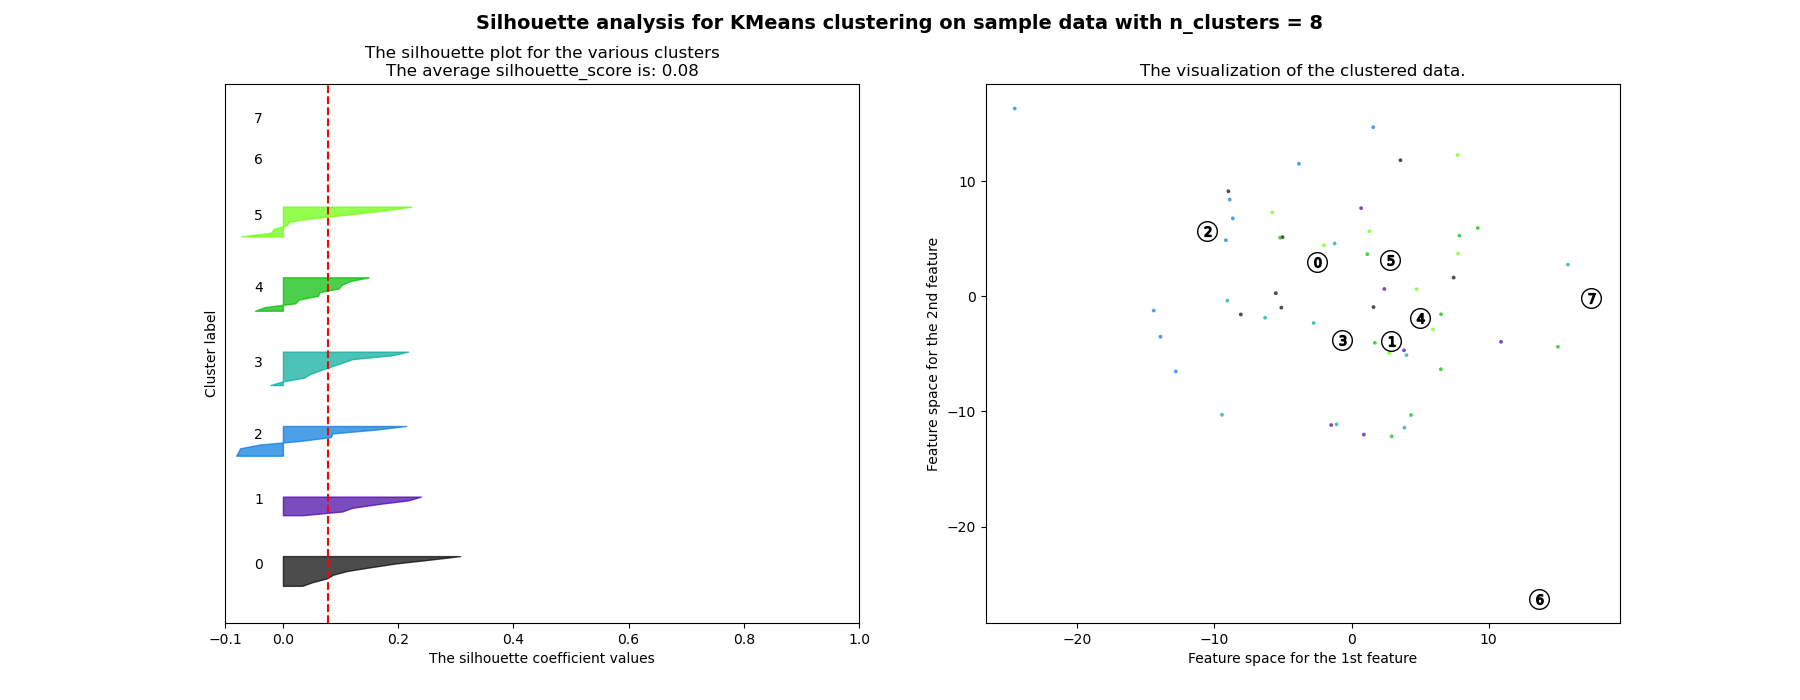 Silhouette analysis for KMeans clustering on sample data with n_clusters = 8
The silhouette plot for the various clusters
The average silhouette_score is: 0.08
Cluster label
7
6
5
4
3
2
1
0
−0.1 0.0 0.2 0.4 0.6 0.8 1.0
The silhouette coefficient values
The visualization of the clustered data.
Feature space for the 2nd feature
10
0
−10
−20
2
0
5
7
4
3
1
6
−20 −10 0 10
Feature space for the 1st feature